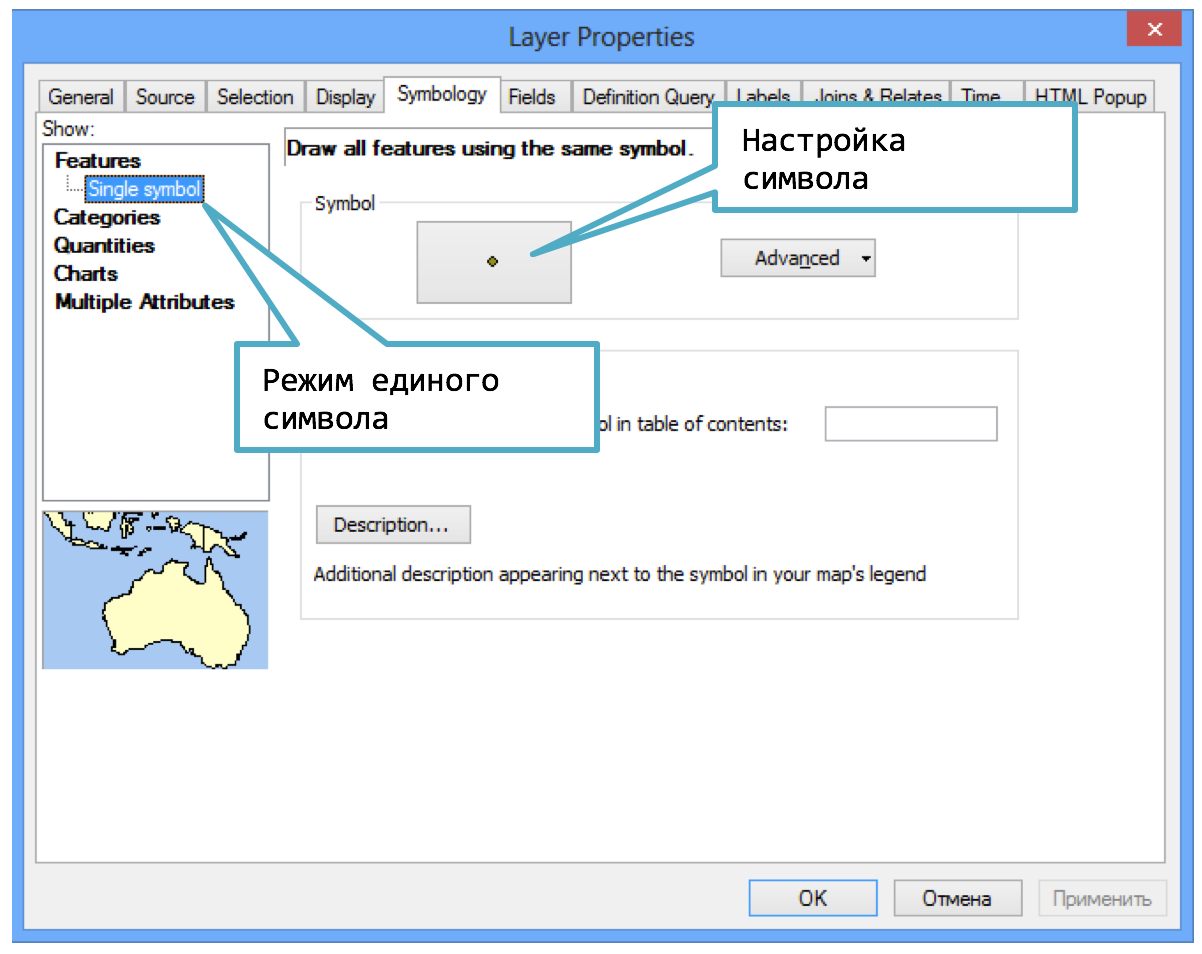 Layer Properties
General Source Selection Display Symbology Fields Definition Query Labels Joins & Relates Time HTML Popup
Show:
Features
Single symbol
Categories
Quantities
Charts
Multiple Attributes
Draw all features using the same symbol.
Настройка
символа
Symbol
Advanced
Режим единого
символа
in table of contents:
Description...
Additional description appearing next to the symbol in your map's legend
OK Отмена Применить